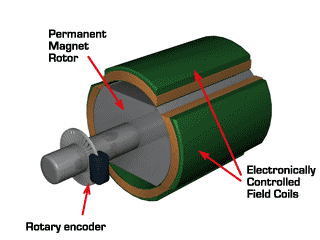 Permanent
Magnet
Rotor
Electronically
Controlled
Field Coils
Rotary encoder